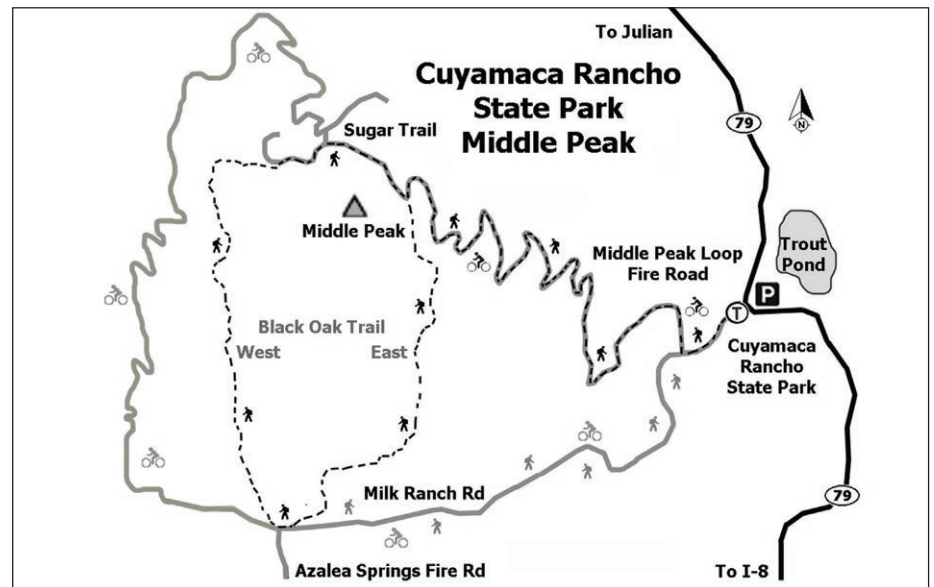 To Julian
Cuyamaca Rancho
State Park
Middle Peak
79
N
Sugar Trail
Middle Peak
Middle Peak Loop
Fire Road
Trout
Pond
P
T
Black Oak Trail
West
East
Cuyamaca
Rancho
State Park
Milk Ranch Rd
79
Azalea Springs Fire Rd
To I-8